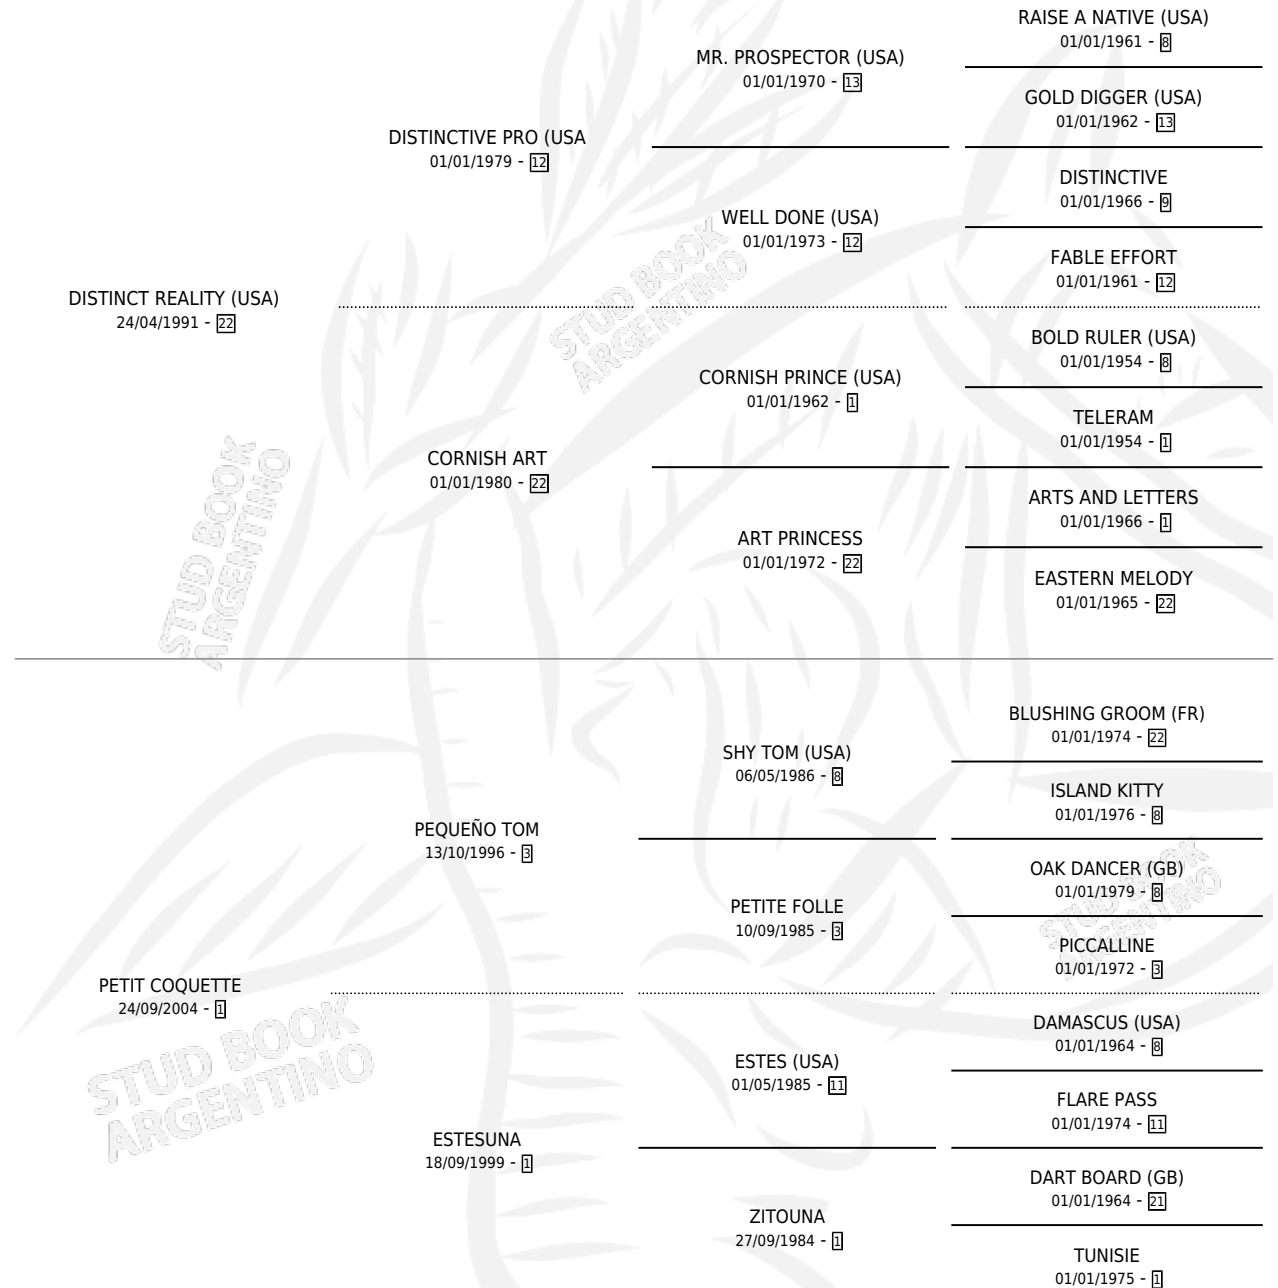 RAISE A NATIVE (USA)
01/01/1961 - 8
MR. PROSPECTOR (USA)
01/01/1970 - 13
GOLD DIGGER (USA)
01/01/1962 - 13
DISTINCTIVE PRO (USA
01/01/1979 - 12
DISTINCTIVE
01/01/1966 - 9
WELL DONE (USA)
01/01/1973 - 12
FABLE EFFORT
01/01/1961 - 12
DISTINCT REALITY (USA)
24/04/1991 - 22
BOLD RULER (USA)
01/01/1954 - 8
CORNISH PRINCE (USA)
01/01/1962 - 1
TELERAM
01/01/1954 - 1
CORNISH ART
01/01/1980 - 22
ARTS AND LETTERS
01/01/1966 - 1
ART PRINCESS
01/01/1972 - 22
EASTERN MELODY
01/01/1965 - 22
BLUSHING GROOM (FR)
01/01/1974 - 22
SHY TOM (USA)
06/05/1986 - 8
ISLAND KITTY
01/01/1976 - 8
PEQUEÑO TOM
13/10/1996 - 3
OAK DANCER (GB)
01/01/1979 - 8
PETITE FOLLE
10/09/1985 - 3
PICCALLINE
01/01/1972 - 3
PETIT COQUETTE
24/09/2004 - 1
DAMASCUS (USA)
01/01/1964 - 8
ESTES (USA)
01/05/1985 - 11
FLARE PASS
01/01/1974 - 11
ESTESUNA
18/09/1999 - 1
DART BOARD (GB)
01/01/1964 - 21
ZITOUNA
27/09/1984 - 1
TUNISIE
01/01/1975 - 1
STUD BOOK
ARGENTINO
STUD BOOK
ARGENTINO
STUD BOOK
ARGENTINO
STUD BOOK
ARGENTINO